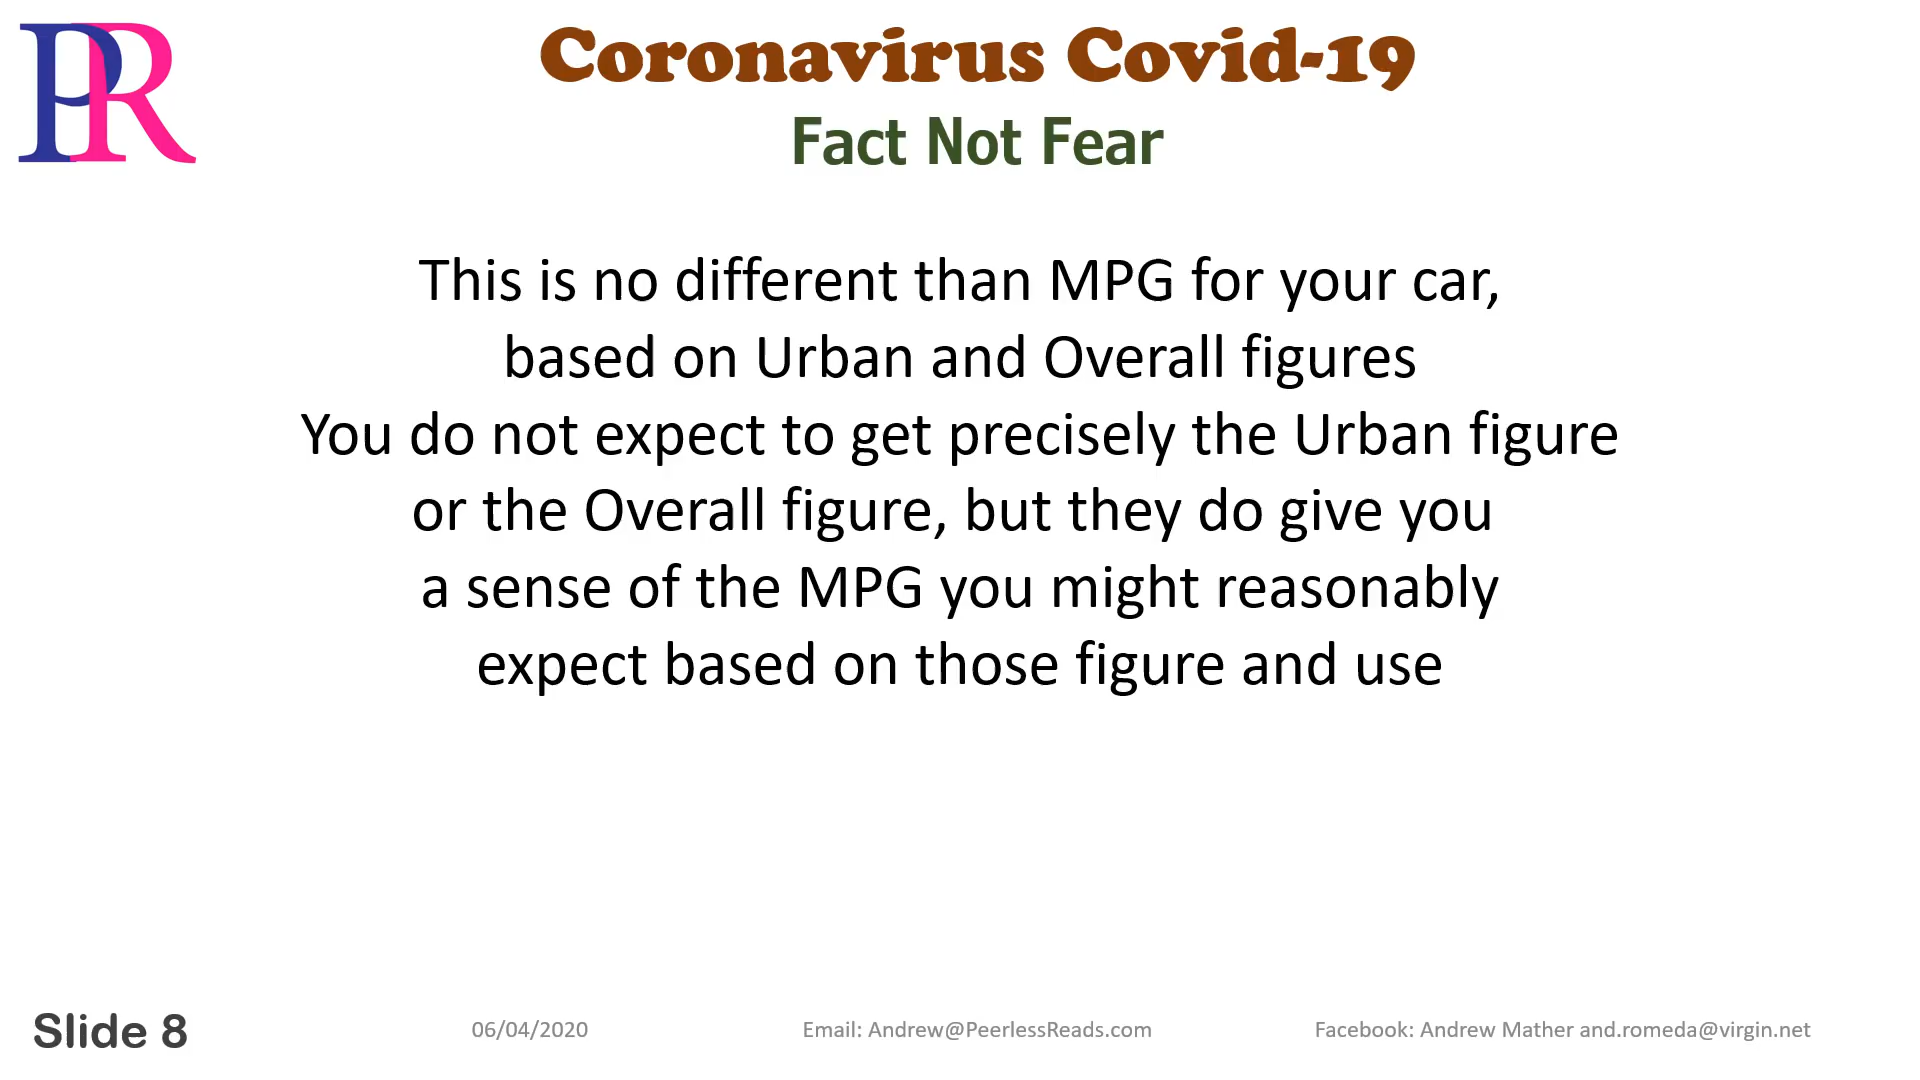 PR
Coronavirus Covid-19
Fact Not Fear
This is no different than MPG for your car,
based on Urban and Overall figures
You do not expect to get precisely the Urban figure
or the Overall figure, but they do give you
a sense of the MPG you might reasonably
expect based on those figure and use
Slide 8
06/04/2020
Email: Andrew@PeerlessReads.com
Facebook: Andrew Mather and.romeda@virgin.net